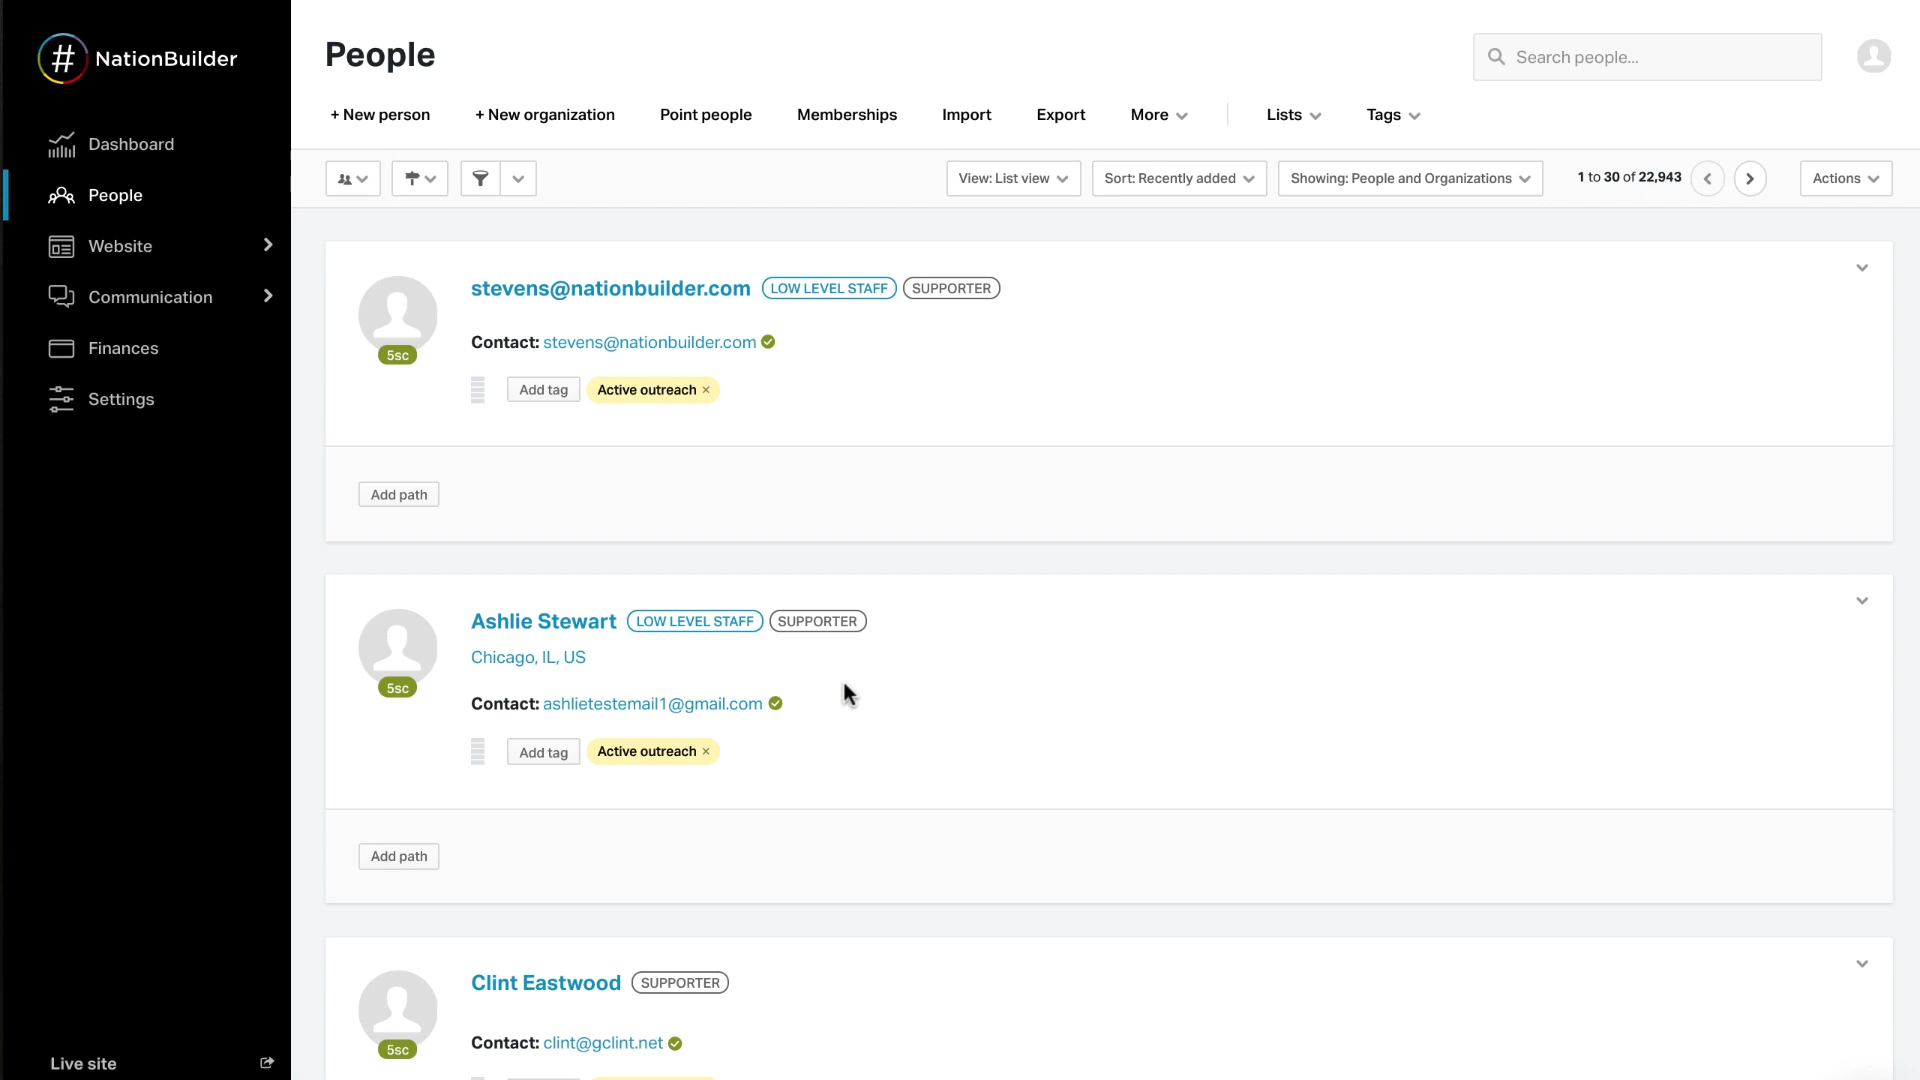 # NationBuilder
People
Search people...
+ New person + New organization Point people Memberships Import Export More Lists Tags
Dashboard
People
Website
Communication
Finances
Settings
Live site
View: List view Sort: Recently added Showing: People and Organizations 1 to 30 of 22,943 Actions
stevens@nationbuilder.com LOW LEVEL STAFF SUPPORTER
5sc
Contact: stevens@nationbuilder.com
Add tag Active outreach ×
Add path
Ashlie Stewart LOW LEVEL STAFF SUPPORTER
Chicago, IL, US
5sc
Contact: ashlietestemail1@gmail.com
Add tag Active outreach ×
Add path
Clint Eastwood SUPPORTER
Contact: clint@gclint.net
5sc